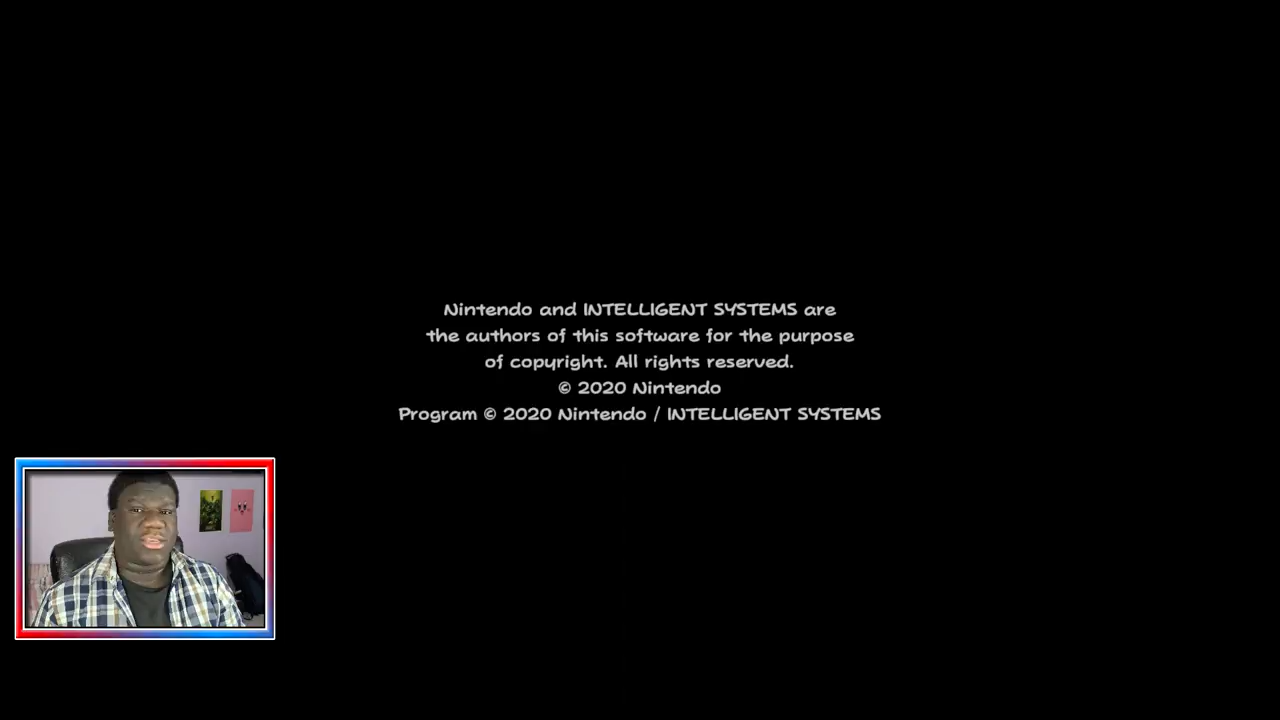 Nintendo and INTELLIGENT SYSTEMS are
the authors of this software for the purpose
of copyright. All rights reserved.
© 2020 Nintendo
Program © 2020 Nintendo / INTELLIGENT SYSTEMS